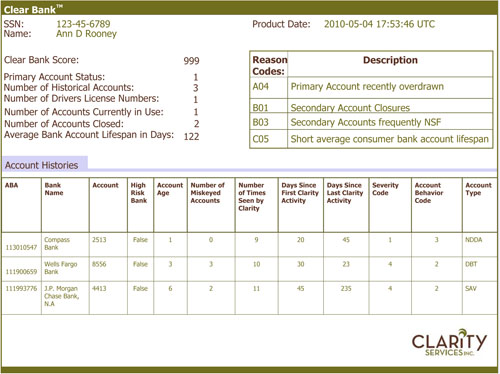 Clear Bank™
SSN: 123-45-6789 Product Date: 2010-05-04 17:53:46 UTC
Name: Ann D Rooney
Clear Bank Score: 999
Primary Account Status: 1
Number of Historical Accounts: 3
Number of Drivers License Numbers: 1
Number of Accounts Currently in Use: 1
Number of Accounts Closed: 2
Average Bank Account Lifespan in Days: 122
Reason Codes: Description
A04 Primary Account recently overdrawn
B01 Secondary Account Closures
B03 Secondary Accounts frequently NSF
C05 Short average consumer bank account lifespan
Account Histories
ABA Bank Name Account High Risk Bank Account Age Number of Miskeyed Accounts Number of Times Seen by Clarity Days Since First Clarity Activity Days Since Last Clarity Activity Severity Code Account Behavior Code Account Type
113010547 Compass Bank 2513 False 1 0 9 20 45 1 3 NDDA
111900659 Wells Fargo Bank 8556 False 3 3 10 30 23 4 2 DBT
111993776 J.P. Morgan Chase Bank, N.A 4413 False 6 2 11 45 235 4 2 SAV
CLARITY
SERVICES INC.